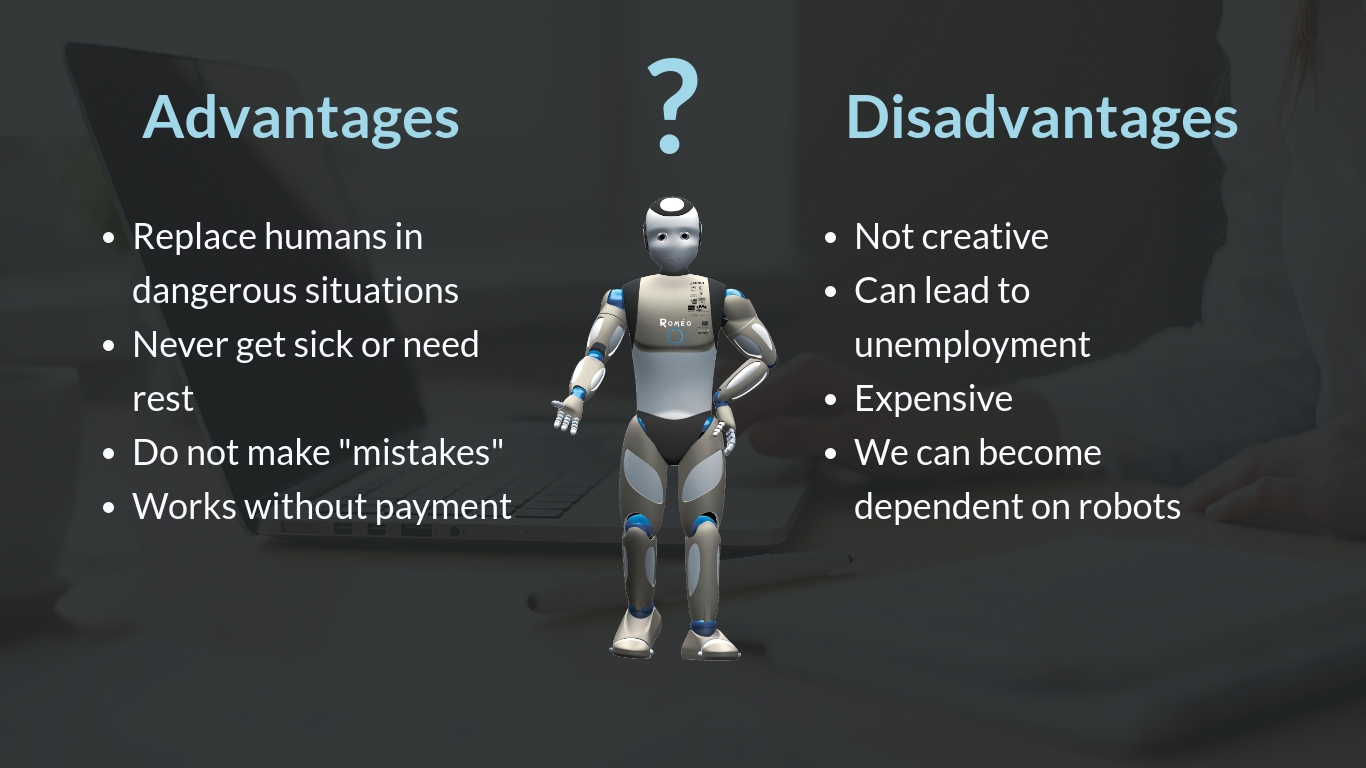 Advantages
?
Disadvantages
• Replace humans in
dangerous situations
• Never get sick or need
rest
• Do not make "mistakes"
• Works without payment
ROMÉO
• Not creative
• Can lead to
unemployment
• Expensive
• We can become
dependent on robots